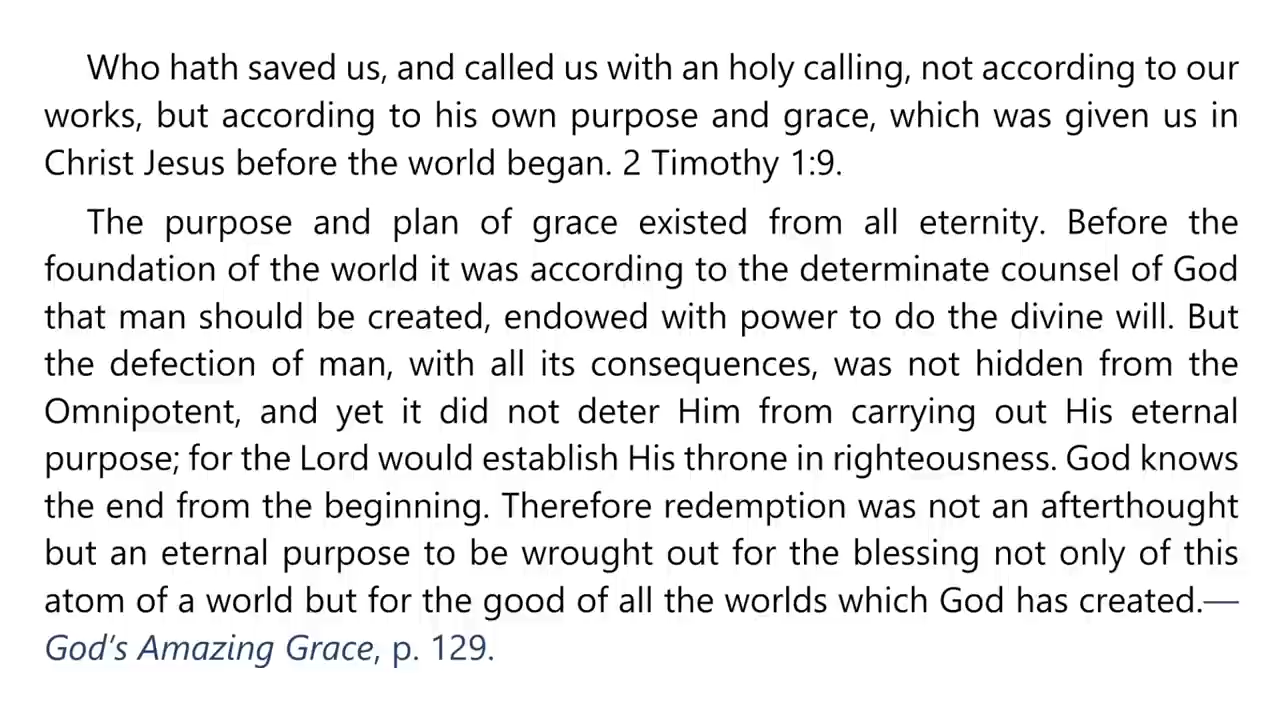 Who hath saved us, and called us with an holy calling, not according to our
works, but according to his own purpose and grace, which was given us in
Christ Jesus before the world began. 2 Timothy 1:9.
The purpose and plan of grace existed from all eternity. Before the
foundation of the world it was according to the determinate counsel of God
that man should be created, endowed with power to do the divine will. But
the defection of man, with all its consequences, was not hidden from the
Omnipotent, and yet it did not deter Him from carrying out His eternal
purpose; for the Lord would establish His throne in righteousness. God knows
the end from the beginning. Therefore redemption was not an afterthought
but an eternal purpose to be wrought out for the blessing not only of this
atom of a world but for the good of all the worlds which God has created.—
God's Amazing Grace, p. 129.